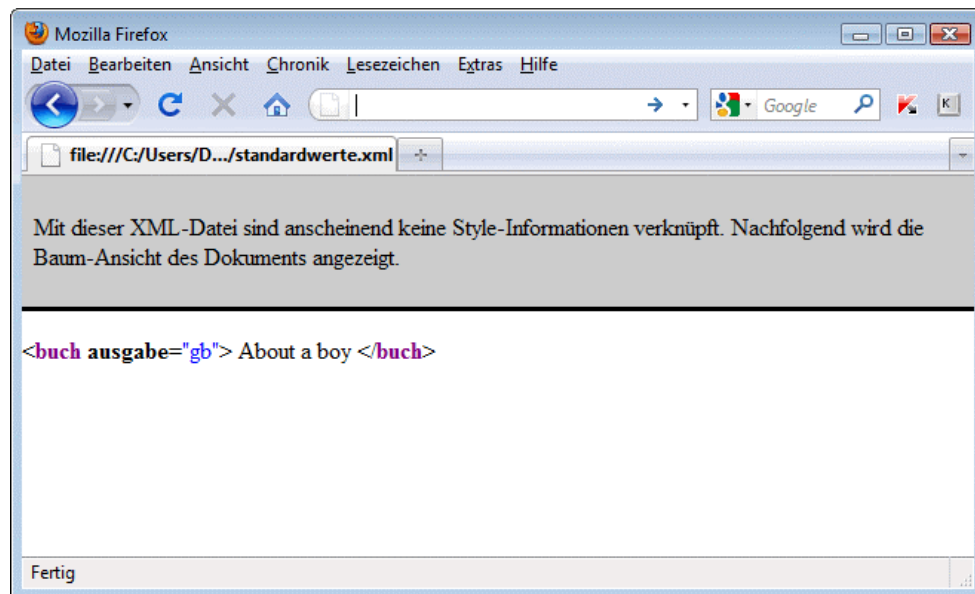 Mozilla Firefox
Datei Bearbeiten Ansicht Chronik Lesezeichen Extras Hilfe
Google
K
file:///C:/Users/D.../standardwerte.xml
Mit dieser XML-Datei sind anscheinend keine Style-Informationen verknüpft. Nachfolgend wird die
Baum-Ansicht des Dokuments angezeigt.
<buch ausgabe="gb"> About a boy </buch>
Fertig